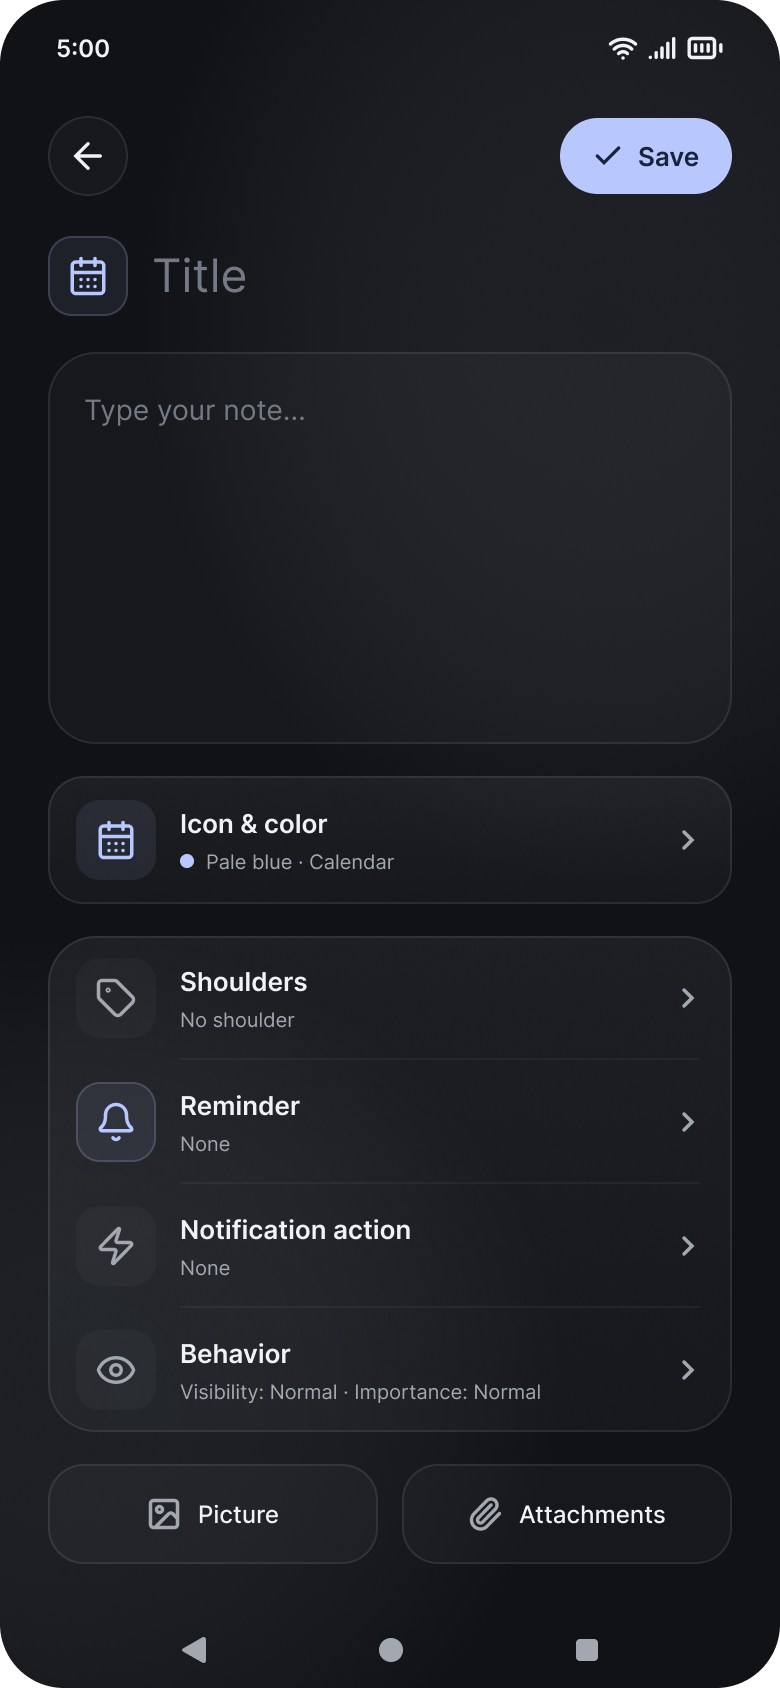 5:00
Save
Title
Type your note...
Icon & color
Pale blue · Calendar
Shoulders
No shoulder
Reminder
None
Notification action
None
Behavior
Visibility: Normal · Importance: Normal
Picture
Attachments